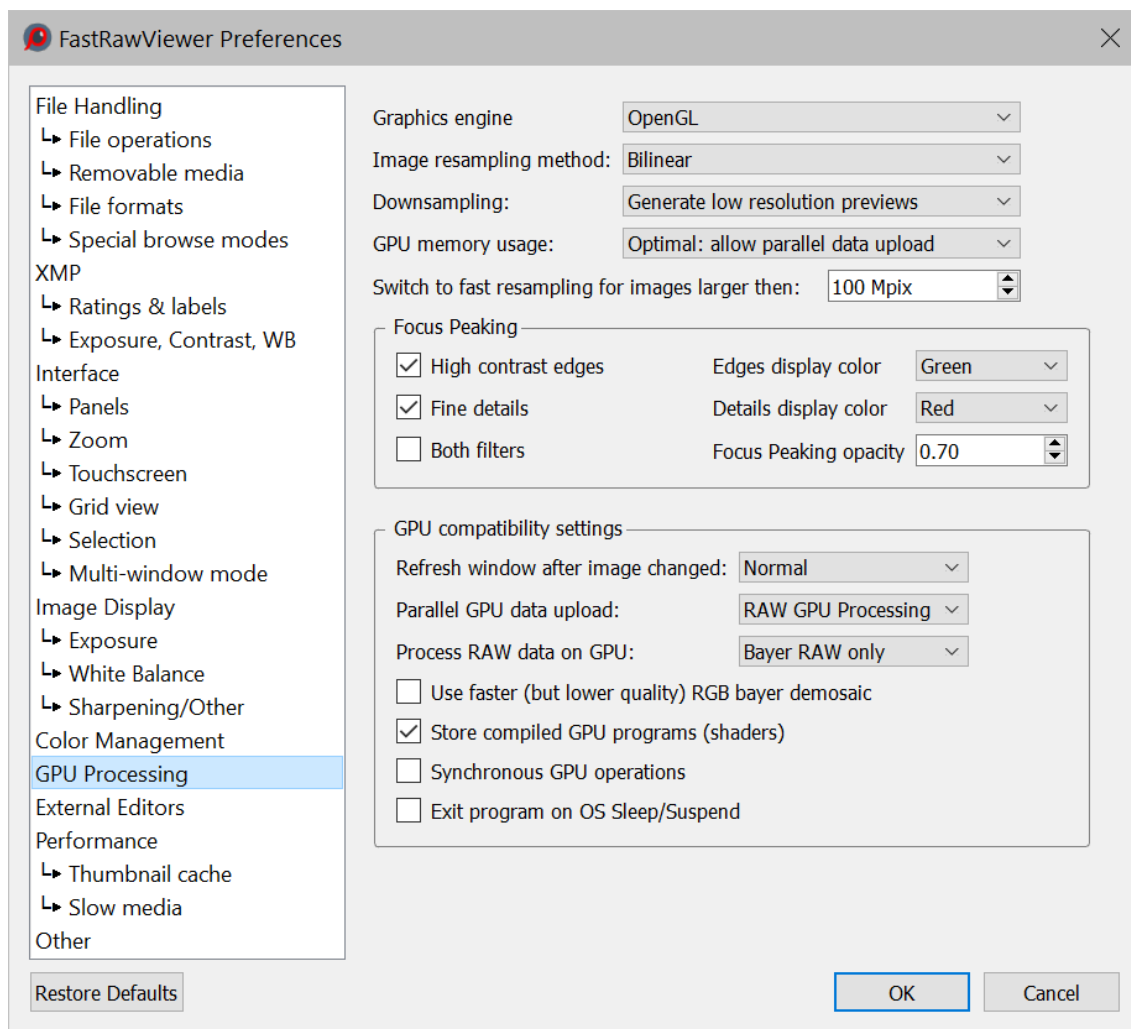 FastRawViewer Preferences
File Handling
File operations
Removable media
File formats
Special browse modes
XMP
Ratings & labels
Exposure, Contrast, WB
Interface
Panels
Zoom
Touchscreen
Grid view
Selection
Multi-window mode
Image Display
Exposure
White Balance
Sharpening/Other
Color Management
GPU Processing
External Editors
Performance
Thumbnail cache
Slow media
Other
Graphics engine OpenGL
Image resampling method: Bilinear
Downsampling: Generate low resolution previews
GPU memory usage: Optimal: allow parallel data upload
Switch to fast resampling for images larger then: 100 Mpix
Focus Peaking
High contrast edges Edges display color Green
Fine details Details display color Red
Both filters Focus Peaking opacity 0.70
GPU compatibility settings
Refresh window after image changed: Normal
Parallel GPU data upload: RAW GPU Processing
Process RAW data on GPU: Bayer RAW only
Use faster (but lower quality) RGB bayer demosaic
Store compiled GPU programs (shaders)
Synchronous GPU operations
Exit program on OS Sleep/Suspend
Restore Defaults OK Cancel